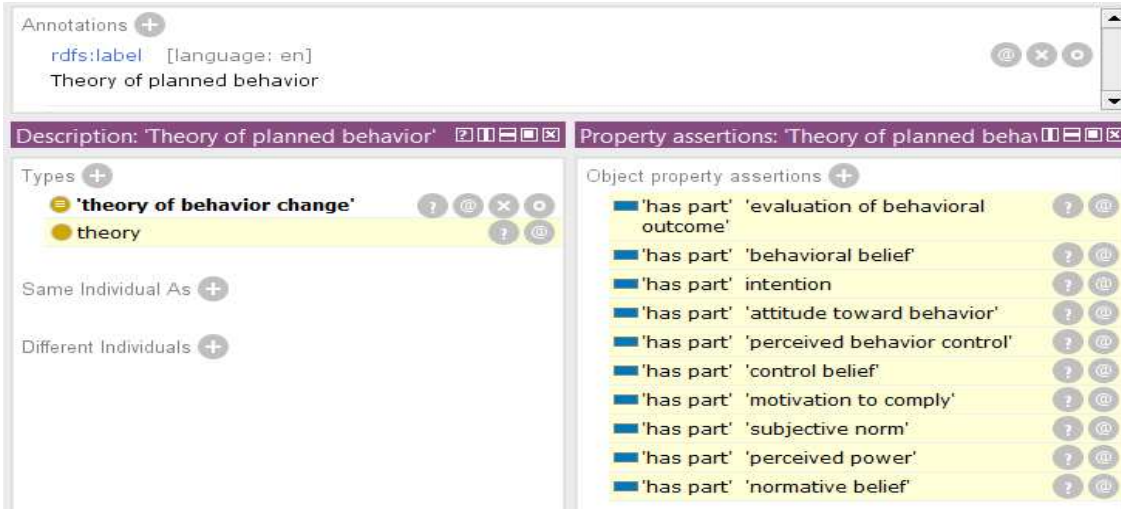 Annotations
rdfs:label [language: en]
Theory of planned behavior
Description: 'Theory of planned behavior'
Types
'theory of behavior change'
theory
Same Individual As
Different Individuals
Property assertions: 'Theory of planned behav
Object property assertions
'has part' 'evaluation of behavioral
outcome'
'has part' 'behavioral belief'
'has part' intention
'has part' 'attitude toward behavior'
'has part' 'perceived behavior control'
'has part' 'control belief'
'has part' 'motivation to comply'
'has part' 'subjective norm'
'has part' 'perceived power'
'has part' 'normative belief'